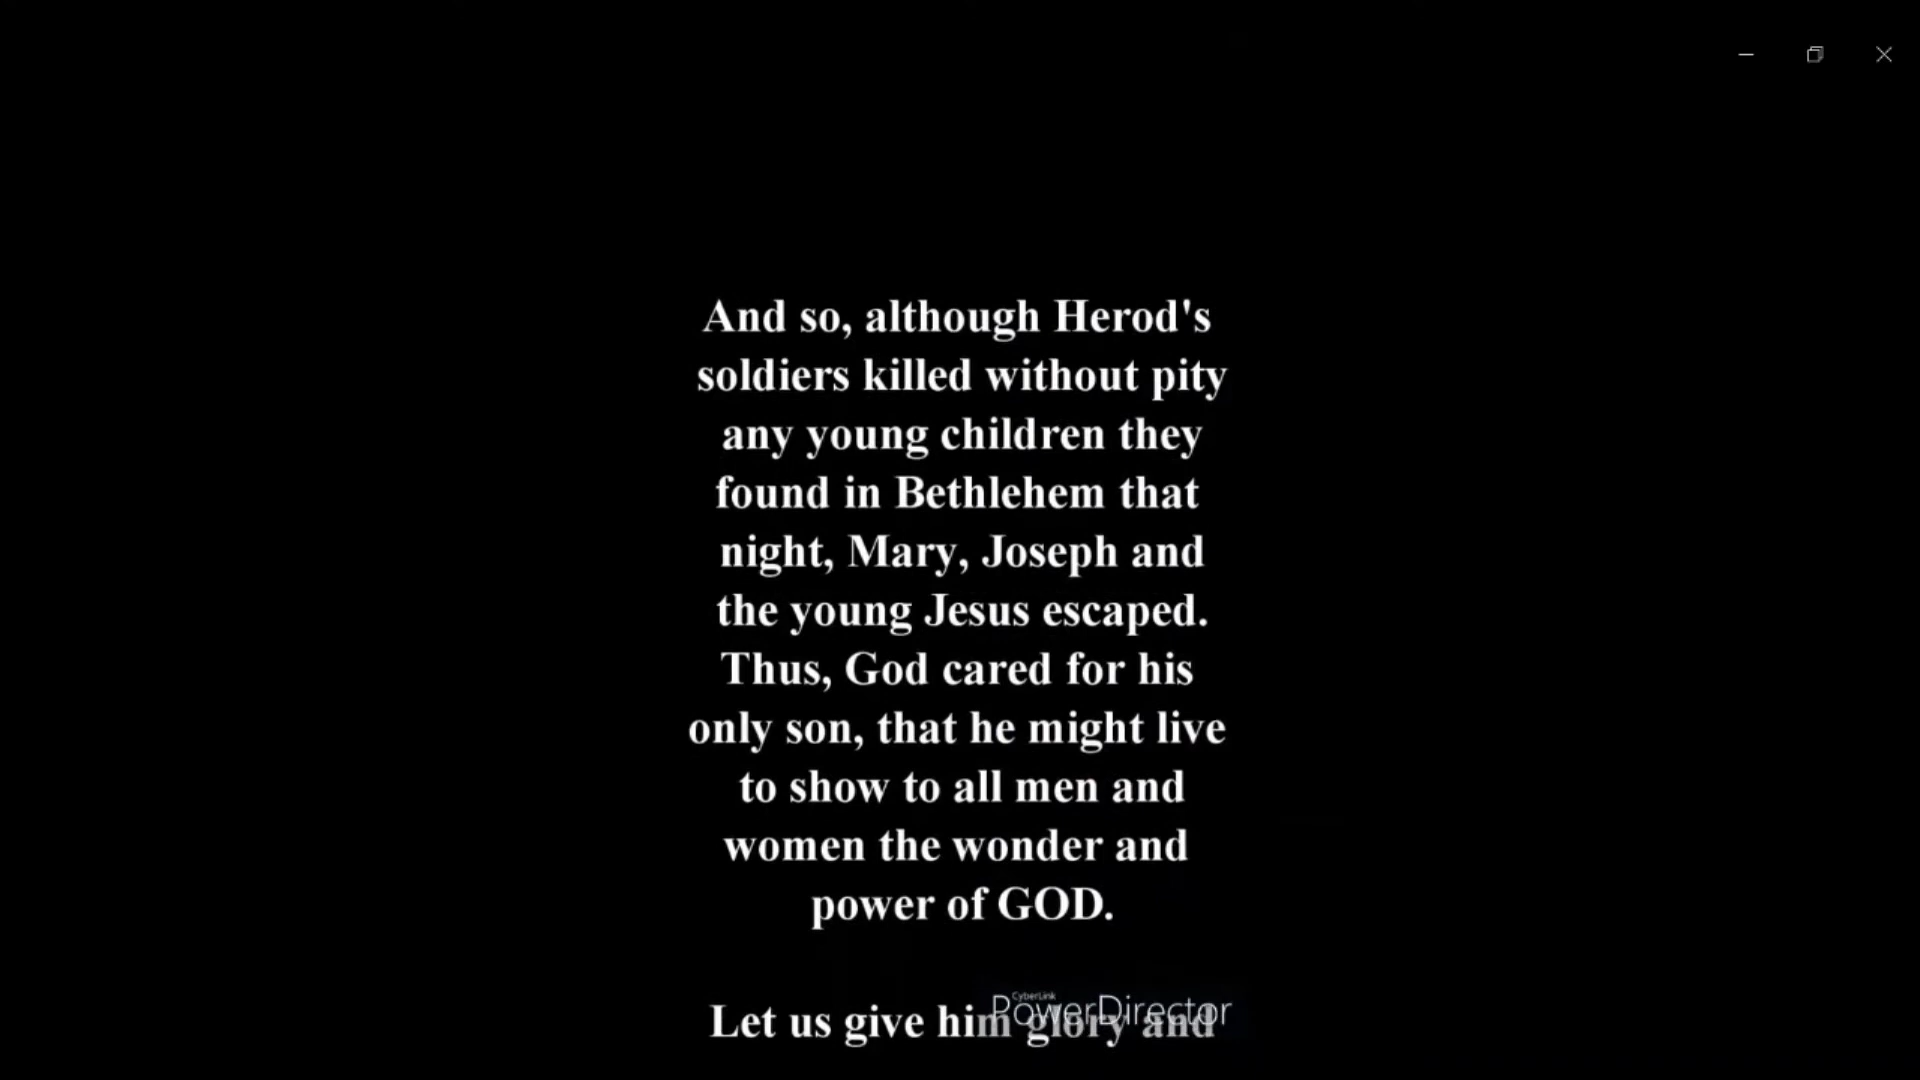 And so, although Herod's
soldiers killed without pity
any young children they
found in Bethlehem that
night, Mary, Joseph and
the young Jesus escaped.
Thus, God cared for his
only son, that he might live
to show to all men and
women the wonder and
power of GOD.
Let us give him glory and
CyberLink
PowerDirector